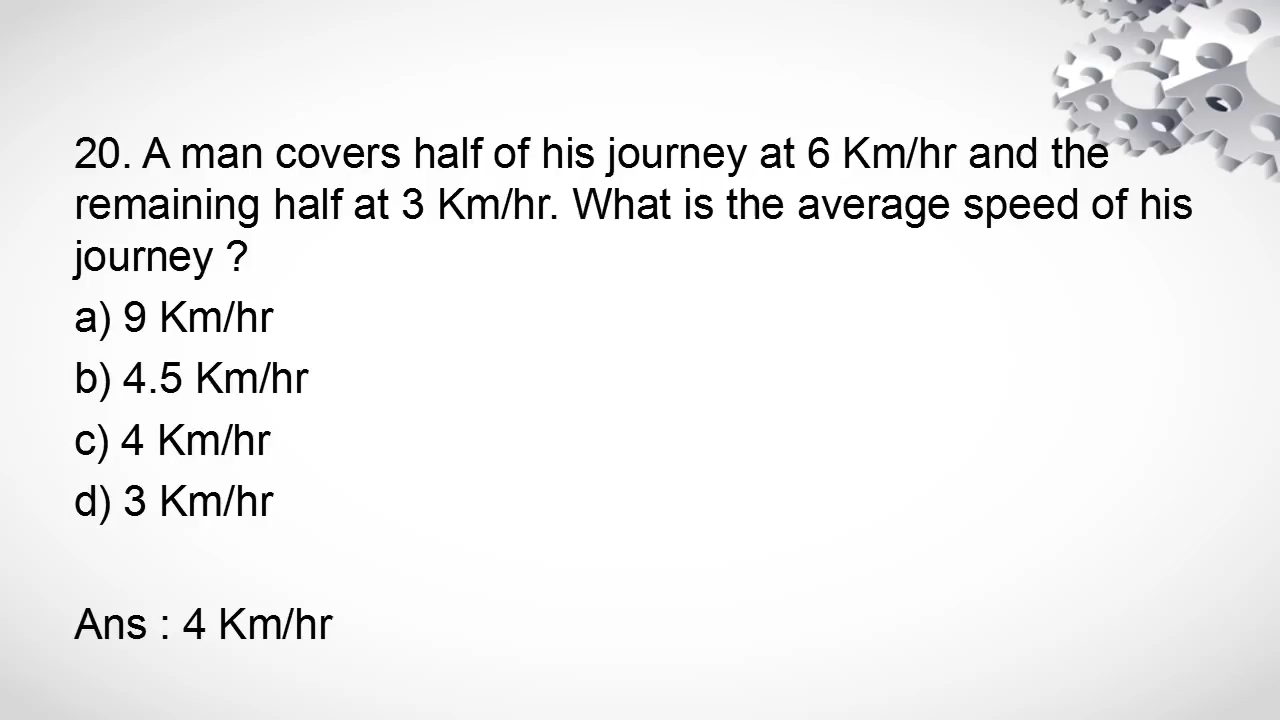 20. A man covers half of his journey at 6 Km/hr and the
remaining half at 3 Km/hr. What is the average speed of his
journey ?
a) 9 Km/hr
b) 4.5 Km/hr
c) 4 Km/hr
d) 3 Km/hr
Ans : 4 Km/hr